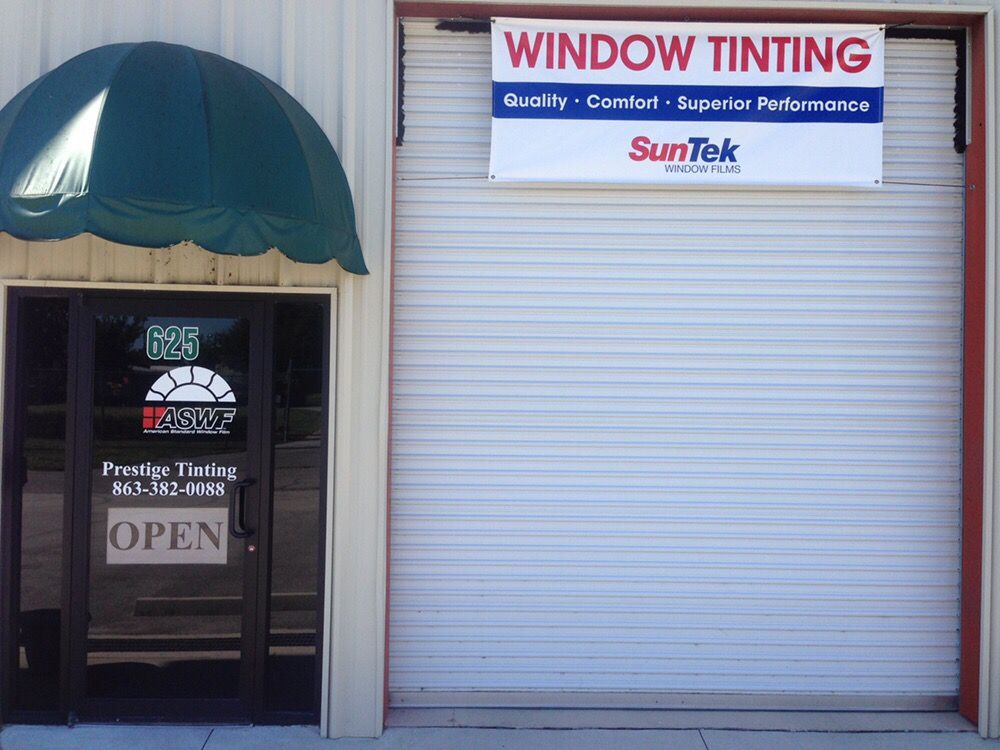 WINDOW TINTING
Quality · Comfort · Superior Performance
SunTek
WINDOW FILMS
625
ASWF
American Standard Window Film
Prestige Tinting
863-382-0088
OPEN